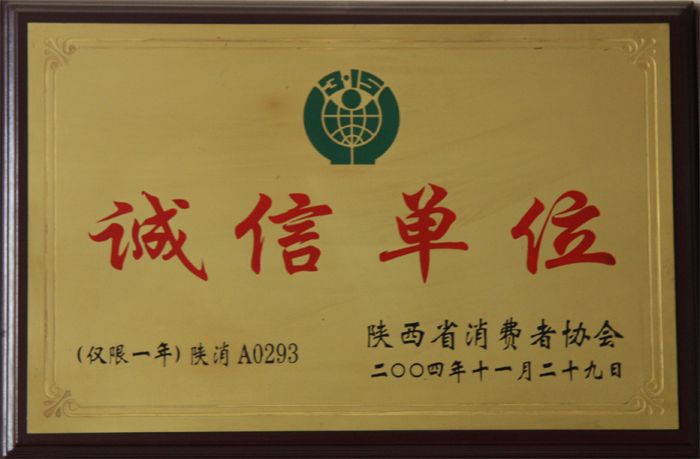 3·15
诚信单位
(仅限一年)陕消A0293
陕西省消费者协会
二〇〇四年十一月二十九日